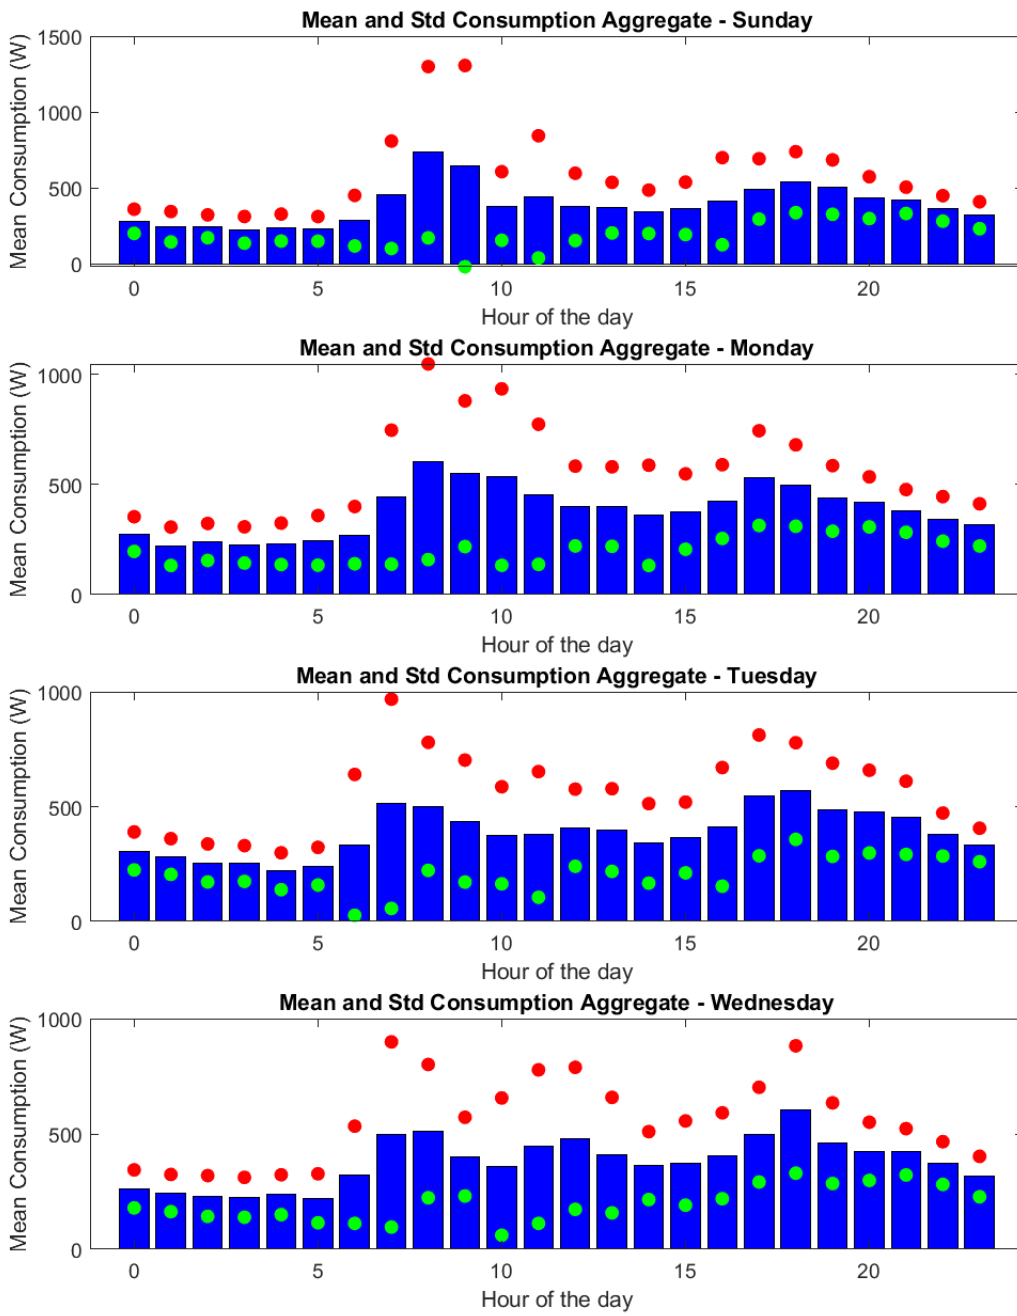 Mean and Std Consumption Aggregate - Sunday
Mean Consumption (W)
1500
1000
500
0
0 5 10 15 20
Hour of the day
Mean and Std Consumption Aggregate - Monday
Mean Consumption (W)
1000
500
0
0 5 10 15 20
Hour of the day
Mean and Std Consumption Aggregate - Tuesday
Mean Consumption (W)
1000
500
0
0 5 10 15 20
Hour of the day
Mean and Std Consumption Aggregate - Wednesday
Mean Consumption (W)
1000
500
0
0 5 10 15 20
Hour of the day